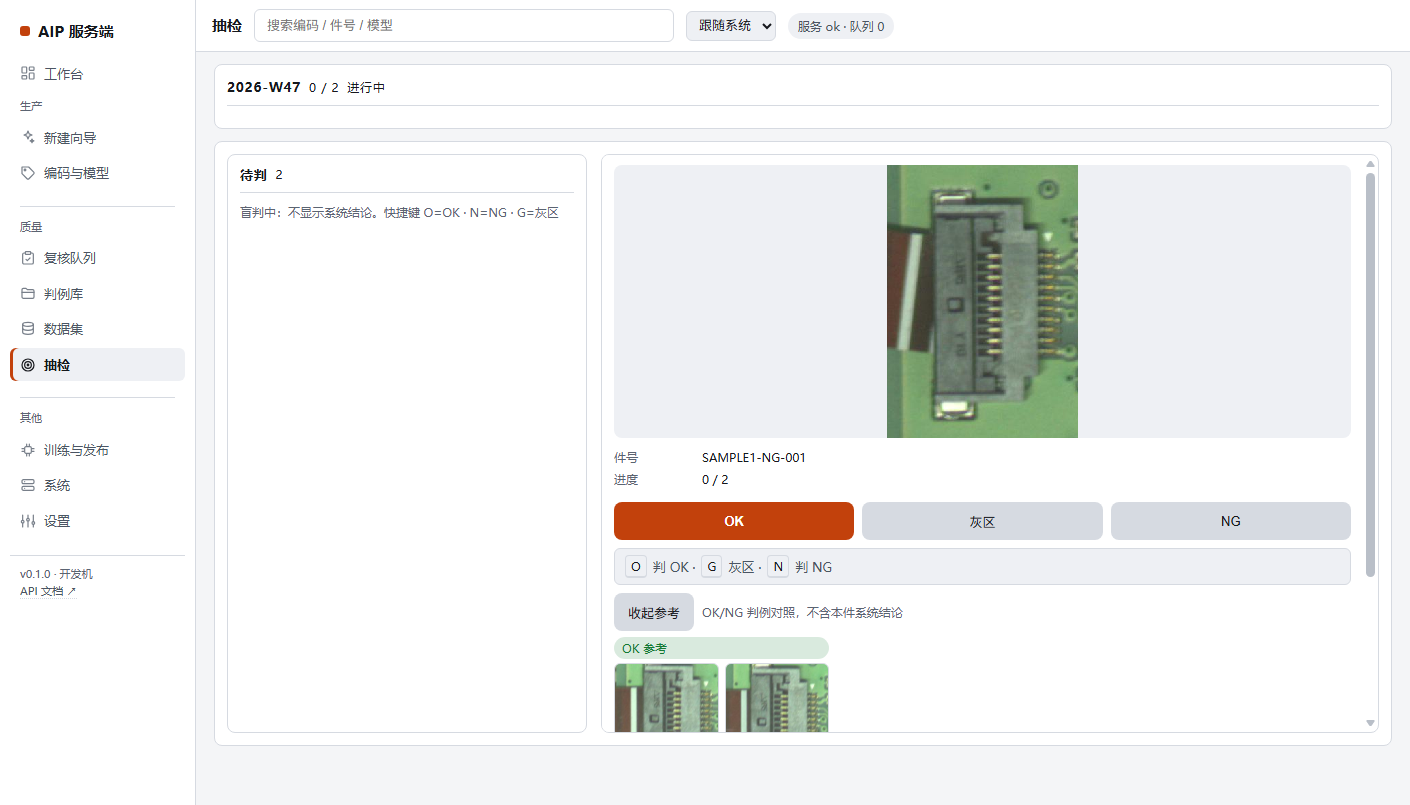 AIP 服务端
工作台
生产
新建向导
编码与模型
质量
复核队列
判例库
数据集
抽检
其他
训练与发布
系统
设置
v0.1.0 · 开发机
API 文档 ↗
抽检
搜索编码 / 件号 / 模型
跟随系统
服务 ok · 队列 0
2026-W47 0 / 2 进行中
待判 2
盲判中：不显示系统结论。快捷键 O=OK · N=NG · G=灰区
件号 SAMPLE1-NG-001
进度 0 / 2
OK
灰区
NG
O 判 OK · G 灰区 · N 判 NG
收起参考
OK/NG 判例对照，不含本件系统结论
OK 参考